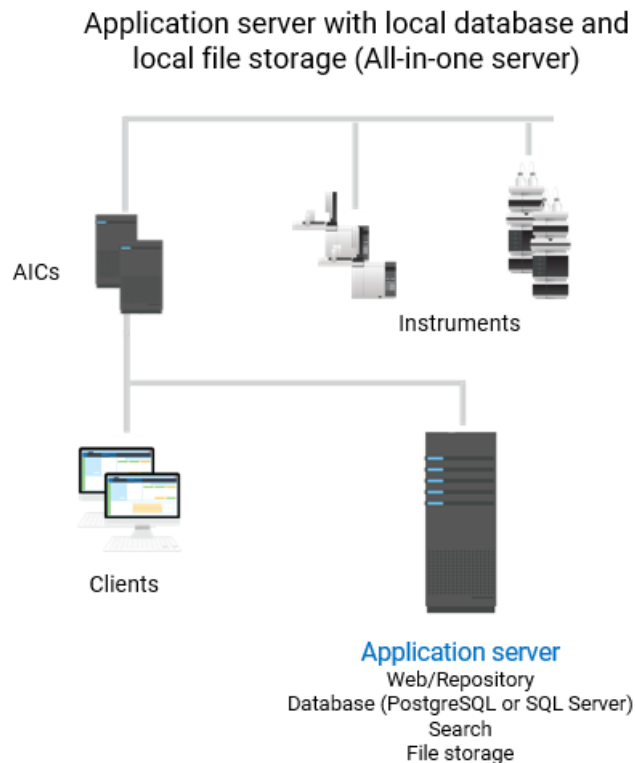 Application server with local database and
local file storage (All-in-one server)
AICs
Instruments
Clients
Application server
Web/Repository
Database (PostgreSQL or SQL Server)
Search
File storage